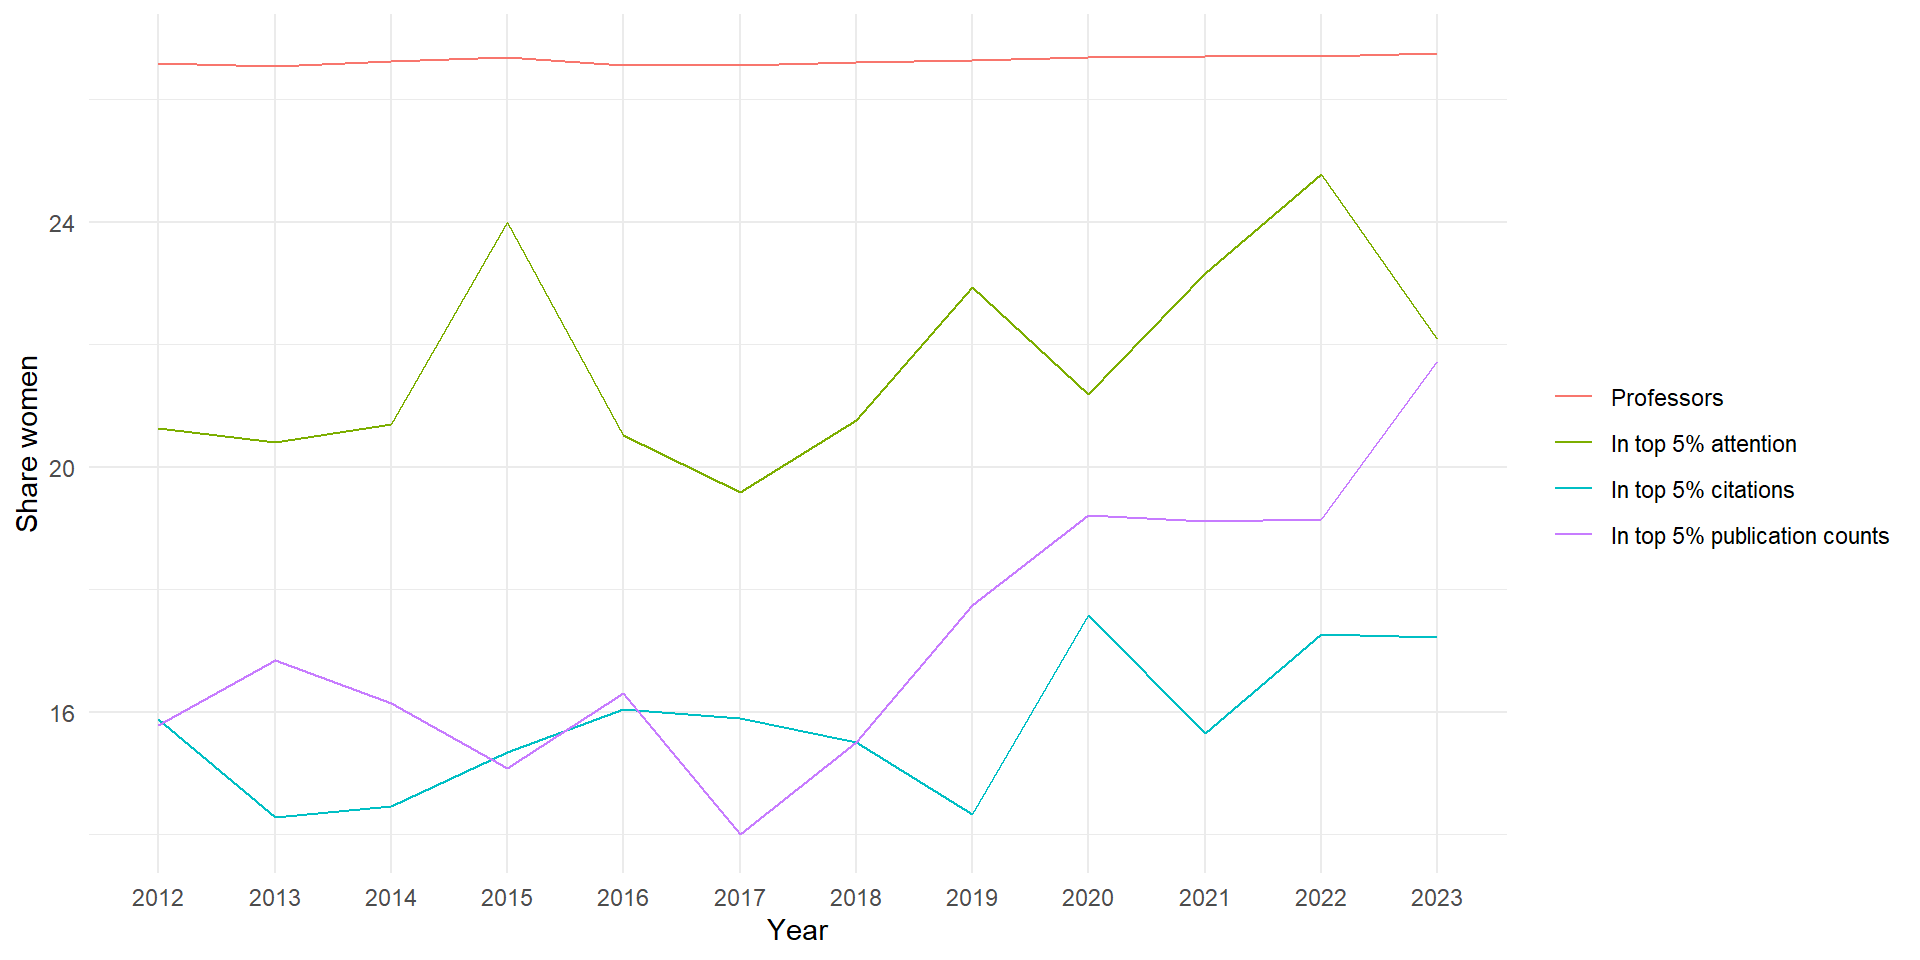 24
20
16
Share women
2012 2013 2014 2015 2016 2017 2018 2019 2020 2021 2022 2023
Year
Professors
In top 5% attention
In top 5% citations
In top 5% publication counts